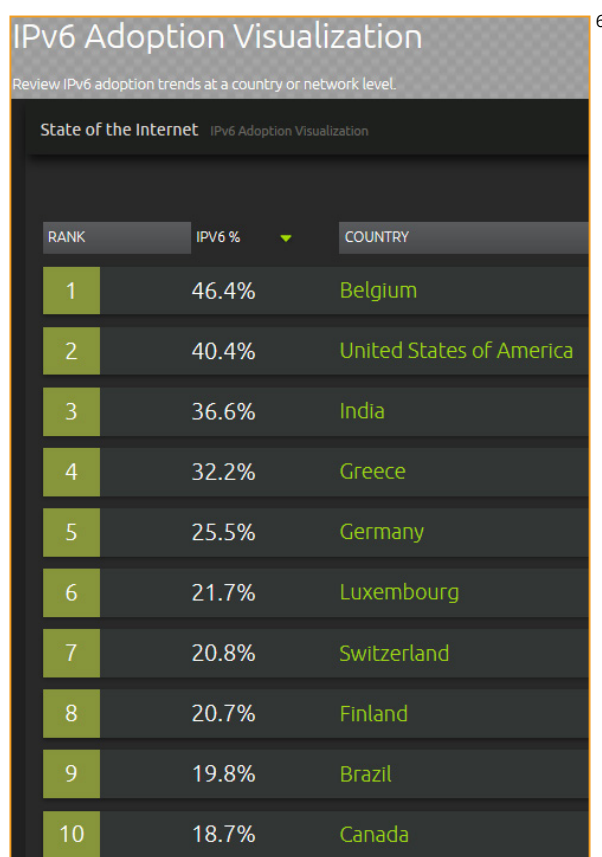 IPv6 Adoption Visualization
Review IPv6 adoption trends at a country or network level.
State of the Internet IPv6 Adoption Visualization
RANK IPV6 % COUNTRY
1 46.4% Belgium
2 40.4% United States of America
3 36.6% India
4 32.2% Greece
5 25.5% Germany
6 21.7% Luxembourg
7 20.8% Switzerland
8 20.7% Finland
9 19.8% Brazil
10 18.7% Canada